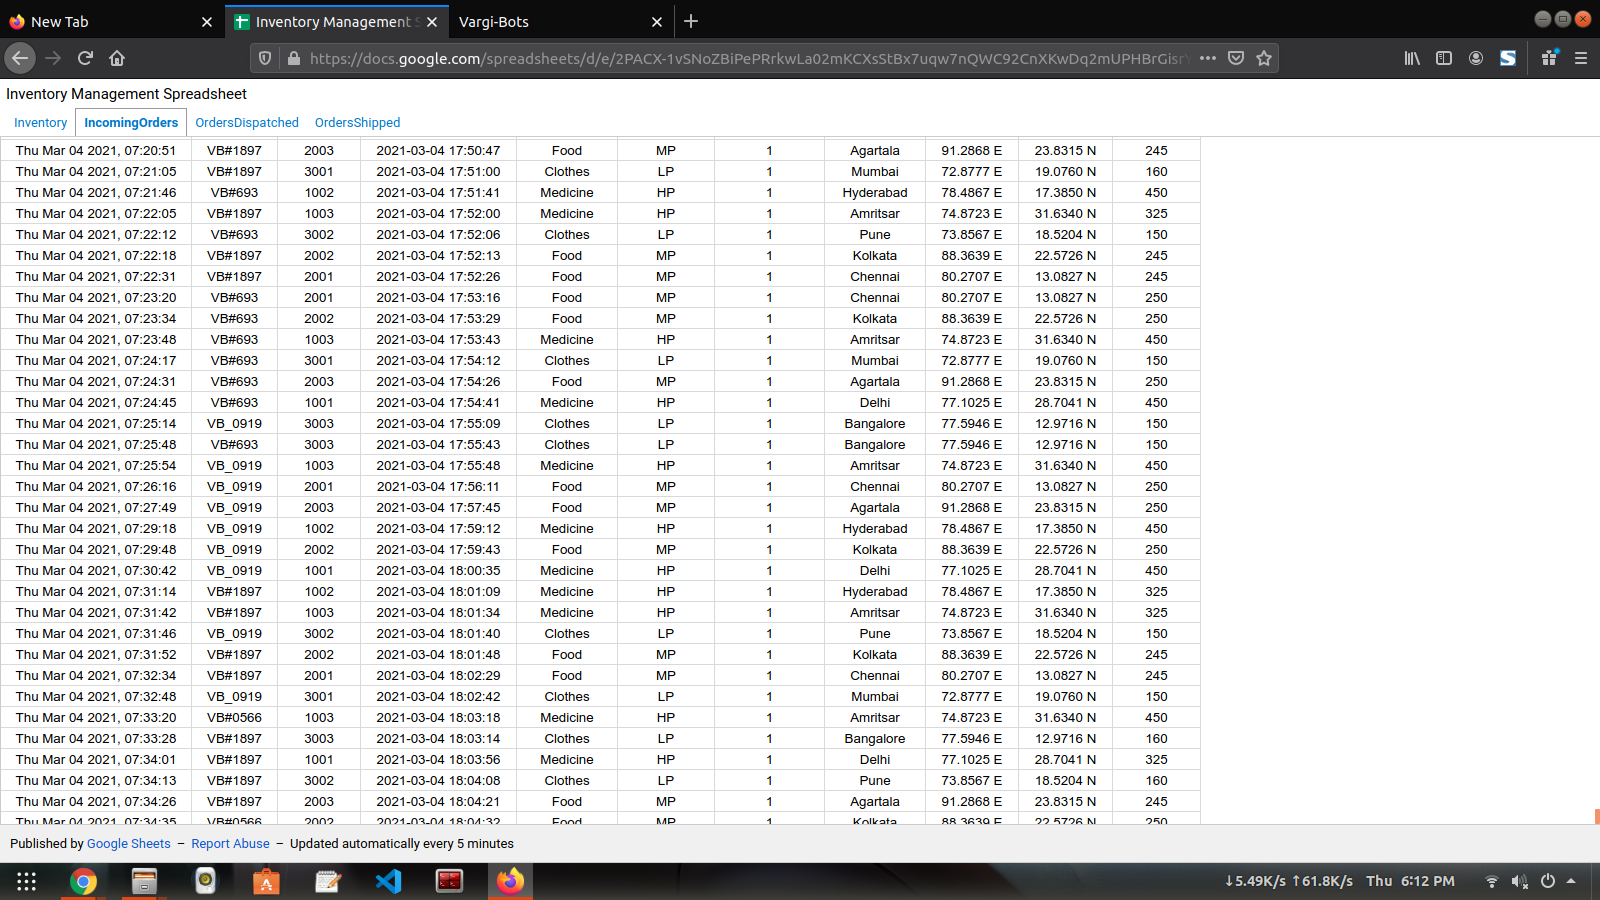 New Tab
Inventory Management S
Vargi-Bots
https://docs.google.com/spreadsheets/d/e/2PACX-1vSNoZBiPePRrkwLa02mKCXsStBx7uqw7nQWC92CnXKwDq2mUPHBrGisr
Inventory Management Spreadsheet
Inventory IncomingOrders OrdersDispatched OrdersShipped
Thu Mar 04 2021, 07:20:51 VB#1897 2003 2021-03-04 17:50:47 Food MP 1 Agartala 91.2868 E 23.8315 N 245
Thu Mar 04 2021, 07:21:05 VB#1897 3001 2021-03-04 17:51:00 Clothes LP 1 Mumbai 72.8777 E 19.0760 N 160
Thu Mar 04 2021, 07:21:46 VB#693 1002 2021-03-04 17:51:41 Medicine HP 1 Hyderabad 78.4867 E 17.3850 N 450
Thu Mar 04 2021, 07:22:05 VB#1897 1003 2021-03-04 17:52:00 Medicine HP 1 Amritsar 74.8723 E 31.6340 N 325
Thu Mar 04 2021, 07:22:12 VB#693 3002 2021-03-04 17:52:06 Clothes LP 1 Pune 73.8567 E 18.5204 N 150
Thu Mar 04 2021, 07:22:18 VB#1897 2002 2021-03-04 17:52:13 Food MP 1 Kolkata 88.3639 E 22.5726 N 245
Thu Mar 04 2021, 07:22:31 VB#1897 2001 2021-03-04 17:52:26 Food MP 1 Chennai 80.2707 E 13.0827 N 245
Thu Mar 04 2021, 07:23:20 VB#693 2001 2021-03-04 17:53:16 Food MP 1 Chennai 80.2707 E 13.0827 N 250
Thu Mar 04 2021, 07:23:34 VB#693 2002 2021-03-04 17:53:29 Food MP 1 Kolkata 88.3639 E 22.5726 N 250
Thu Mar 04 2021, 07:23:48 VB#693 1003 2021-03-04 17:53:43 Medicine HP 1 Amritsar 74.8723 E 31.6340 N 450
Thu Mar 04 2021, 07:24:17 VB#693 3001 2021-03-04 17:54:12 Clothes LP 1 Mumbai 72.8777 E 19.0760 N 150
Thu Mar 04 2021, 07:24:31 VB#693 2003 2021-03-04 17:54:26 Food MP 1 Agartala 91.2868 E 23.8315 N 250
Thu Mar 04 2021, 07:24:45 VB#693 1001 2021-03-04 17:54:41 Medicine HP 1 Delhi 77.1025 E 28.7041 N 450
Thu Mar 04 2021, 07:25:14 VB_0919 3003 2021-03-04 17:55:09 Clothes LP 1 Bangalore 77.5946 E 12.9716 N 150
Thu Mar 04 2021, 07:25:48 VB#693 3003 2021-03-04 17:55:43 Clothes LP 1 Bangalore 77.5946 E 12.9716 N 150
Thu Mar 04 2021, 07:25:54 VB_0919 1003 2021-03-04 17:55:48 Medicine HP 1 Amritsar 74.8723 E 31.6340 N 450
Thu Mar 04 2021, 07:26:16 VB_0919 2001 2021-03-04 17:56:11 Food MP 1 Chennai 80.2707 E 13.0827 N 250
Thu Mar 04 2021, 07:27:49 VB_0919 2003 2021-03-04 17:57:45 Food MP 1 Agartala 91.2868 E 23.8315 N 250
Thu Mar 04 2021, 07:29:18 VB_0919 1002 2021-03-04 17:59:12 Medicine HP 1 Hyderabad 78.4867 E 17.3850 N 450
Thu Mar 04 2021, 07:29:48 VB_0919 2002 2021-03-04 17:59:43 Food MP 1 Kolkata 88.3639 E 22.5726 N 250
Thu Mar 04 2021, 07:30:42 VB_0919 1001 2021-03-04 18:00:35 Medicine HP 1 Delhi 77.1025 E 28.7041 N 450
Thu Mar 04 2021, 07:31:14 VB#1897 1002 2021-03-04 18:01:09 Medicine HP 1 Hyderabad 78.4867 E 17.3850 N 325
Thu Mar 04 2021, 07:31:42 VB#1897 1003 2021-03-04 18:01:34 Medicine HP 1 Amritsar 74.8723 E 31.6340 N 325
Thu Mar 04 2021, 07:31:46 VB_0919 3002 2021-03-04 18:01:40 Clothes LP 1 Pune 73.8567 E 18.5204 N 150
Thu Mar 04 2021, 07:31:52 VB#1897 2002 2021-03-04 18:01:48 Food MP 1 Kolkata 88.3639 E 22.5726 N 245
Thu Mar 04 2021, 07:32:34 VB#1897 2001 2021-03-04 18:02:29 Food MP 1 Chennai 80.2707 E 13.0827 N 245
Thu Mar 04 2021, 07:32:48 VB_0919 3001 2021-03-04 18:02:42 Clothes LP 1 Mumbai 72.8777 E 19.0760 N 150
Thu Mar 04 2021, 07:33:20 VB#0566 1003 2021-03-04 18:03:18 Medicine HP 1 Amritsar 74.8723 E 31.6340 N 450
Thu Mar 04 2021, 07:33:28 VB#1897 3003 2021-03-04 18:03:14 Clothes LP 1 Bangalore 77.5946 E 12.9716 N 160
Thu Mar 04 2021, 07:34:01 VB#1897 1001 2021-03-04 18:03:56 Medicine HP 1 Delhi 77.1025 E 28.7041 N 325
Thu Mar 04 2021, 07:34:13 VB#1897 3002 2021-03-04 18:04:08 Clothes LP 1 Pune 73.8567 E 18.5204 N 160
Thu Mar 04 2021, 07:34:26 VB#1897 2003 2021-03-04 18:04:21 Food MP 1 Agartala 91.2868 E 23.8315 N 245
Thu Mar 04 2021, 07:34:35 VB#0566 2002 2021-03-04 18:04:32 Food MP 1 Kolkata 88.3639 E 22.5726 N 250
Published by Google Sheets – Report Abuse – Updated automatically every 5 minutes
↓5.49K/s ↑61.8K/s Thu 6:12 PM